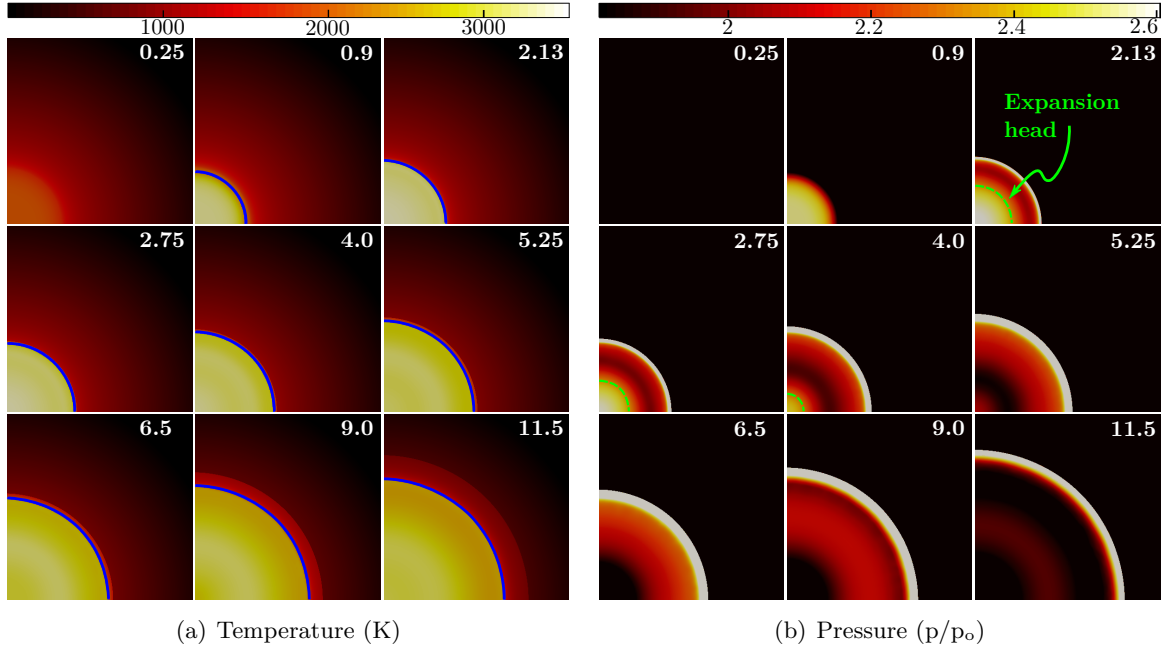 1000 2000 3000
2 2.2 2.4 2.6
0.25 0.9 2.13
0.25 0.9 2.13
Expansion
head
2.75 4.0 5.25
2.75 4.0 5.25
6.5 9.0 11.5
6.5 9.0 11.5
(a) Temperature (K)
(b) Pressure (p/pₒ)